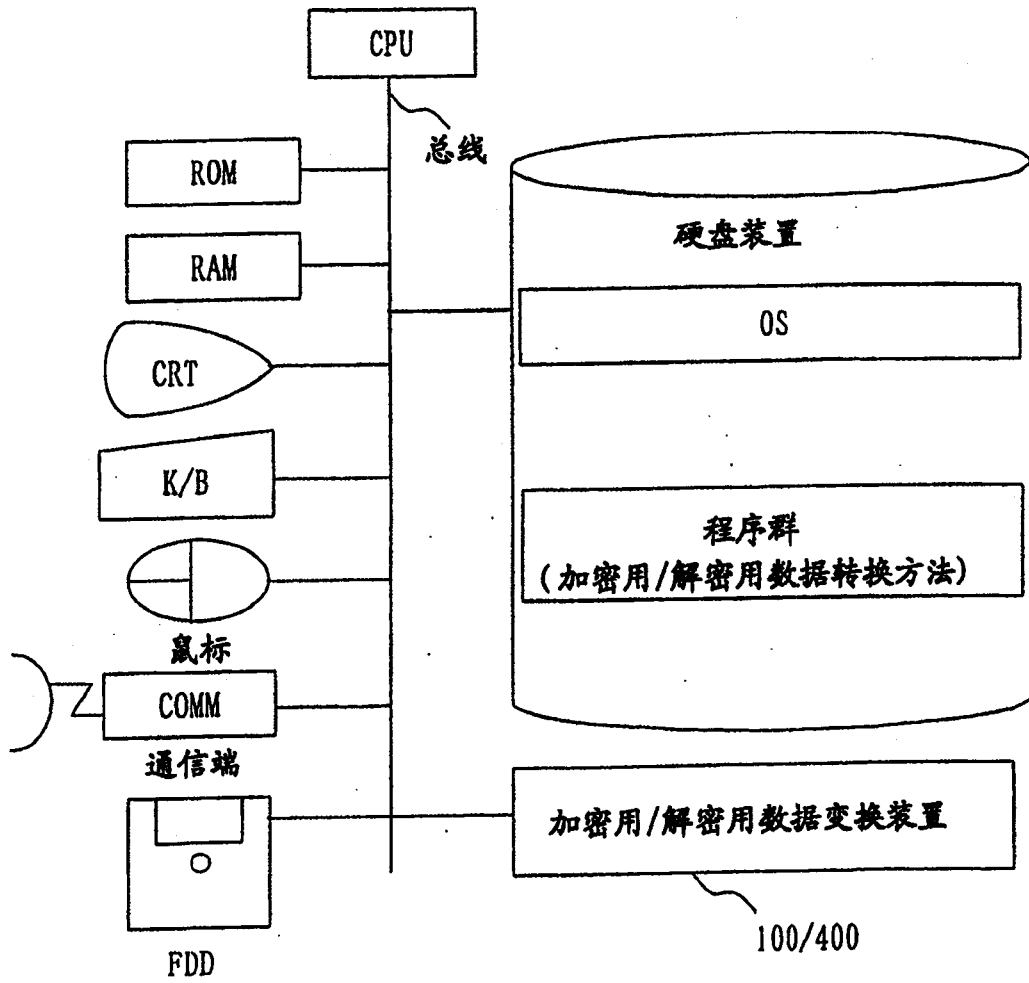 CPU
总线
ROM
RAM
CRT
K/B
鼠标
COMM
通信端
FDD
硬盘装置
OS
程序群
(加密用/解密用数据转换方法)
加密用/解密用数据变换装置
100/400